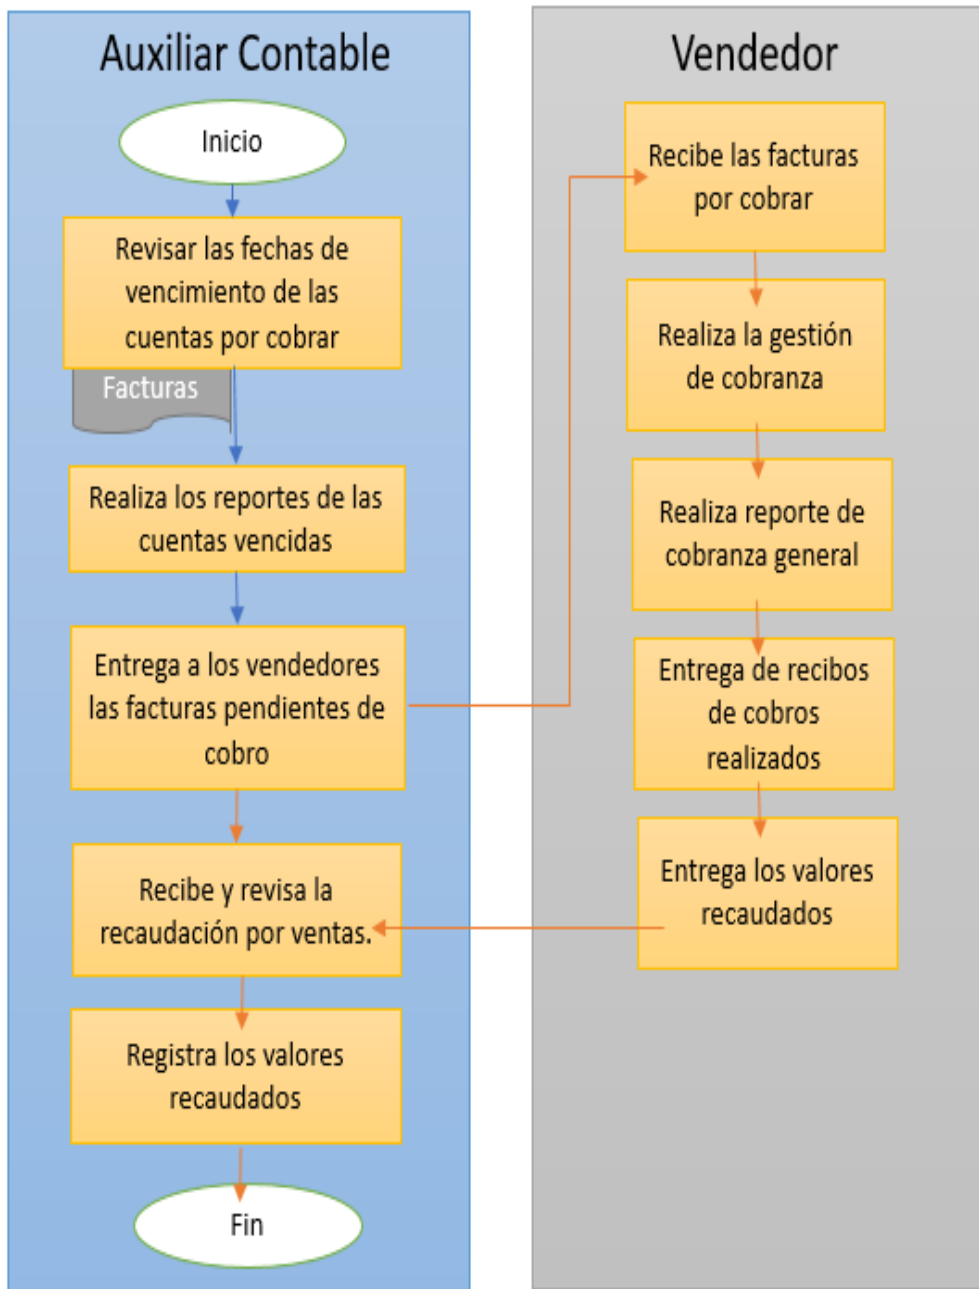 Auxiliar Contable
Inicio
Revisar las fechas de
vencimiento de las
cuentas por cobrar
Facturas
Realiza los reportes de las
cuentas vencidas
Entrega a los vendedores
las facturas pendientes de
cobro
Recibe y revisa la
recaudación por ventas.
Registra los valores
recaudados
Fin
Vendedor
Recibe las facturas
por cobrar
Realiza la gestión
de cobranza
Realiza reporte de
cobranza general
Entrega de recibos
de cobros
realizados
Entrega los valores
recaudados